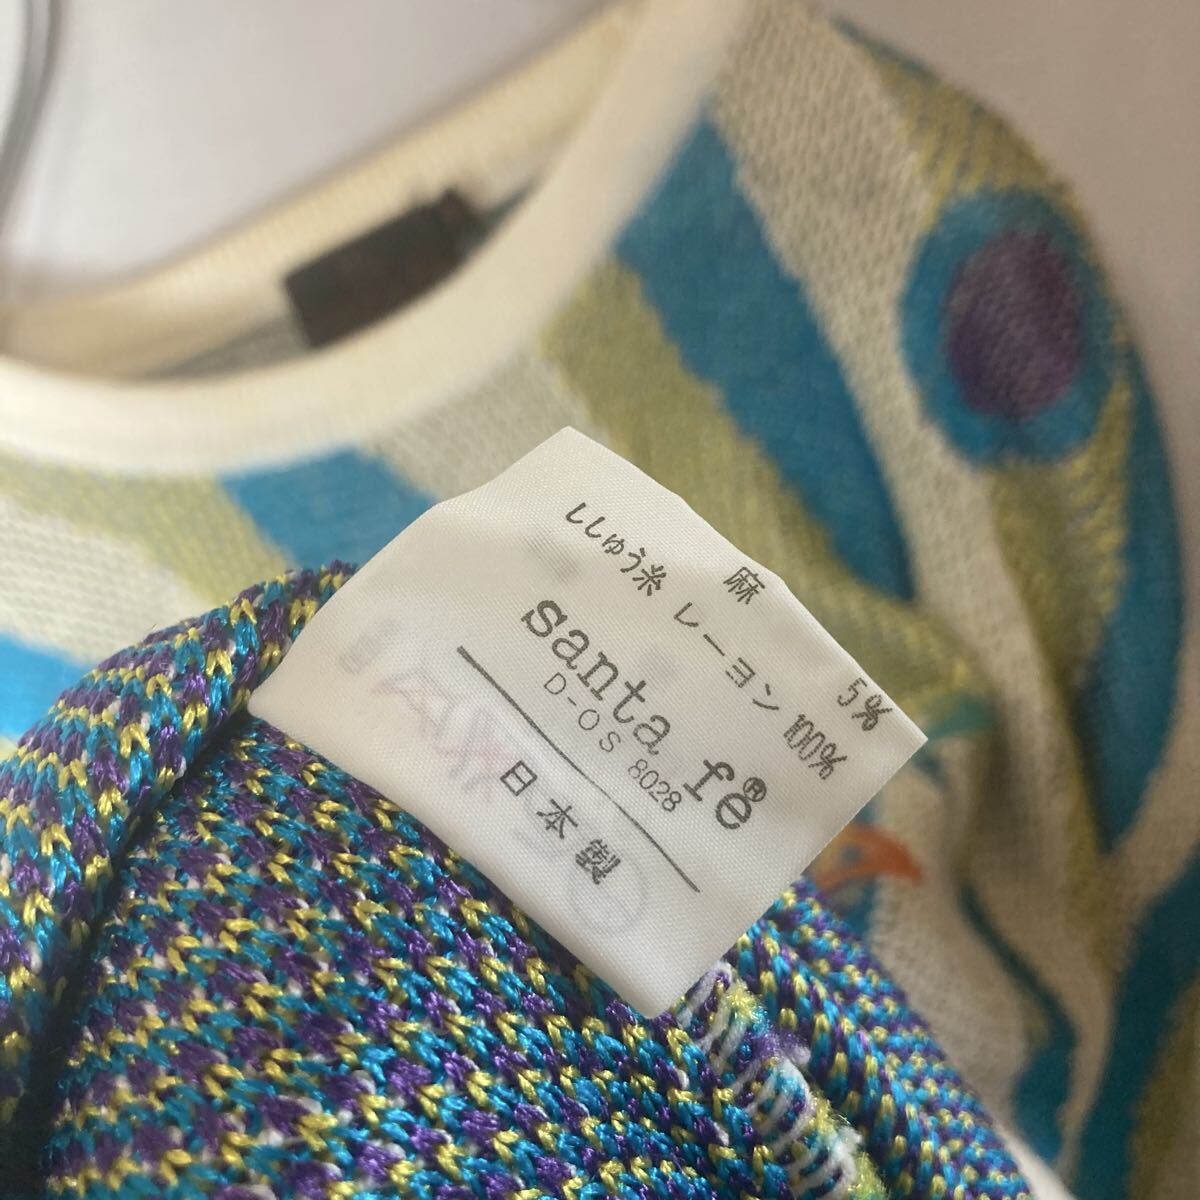 麻 5%
ししゅう糸 レーヨン 100%
santa fe®
D-OS 8028
日本製